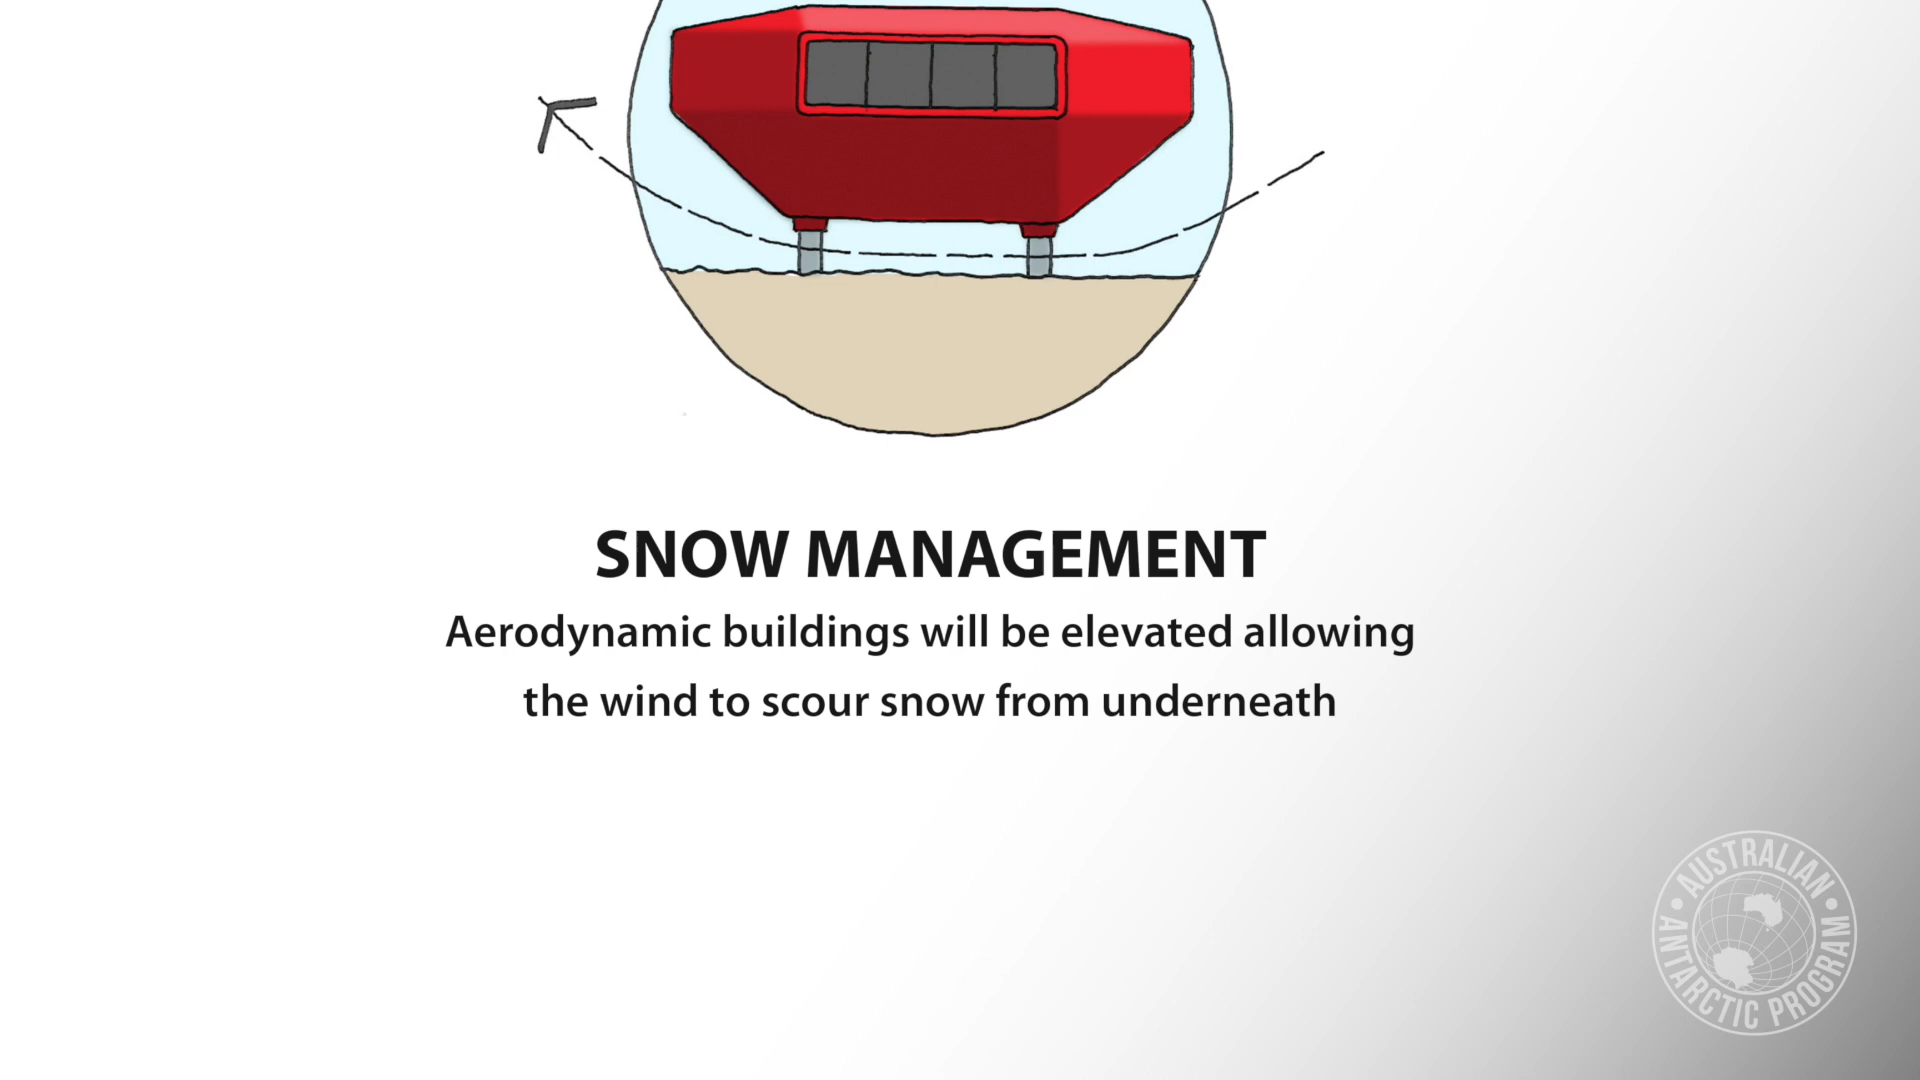 SNOW MANAGEMENT
Aerodynamic buildings will be elevated allowing
the wind to scour snow from underneath
AUSTRALIAN
ANTARCTIC PROGRAM